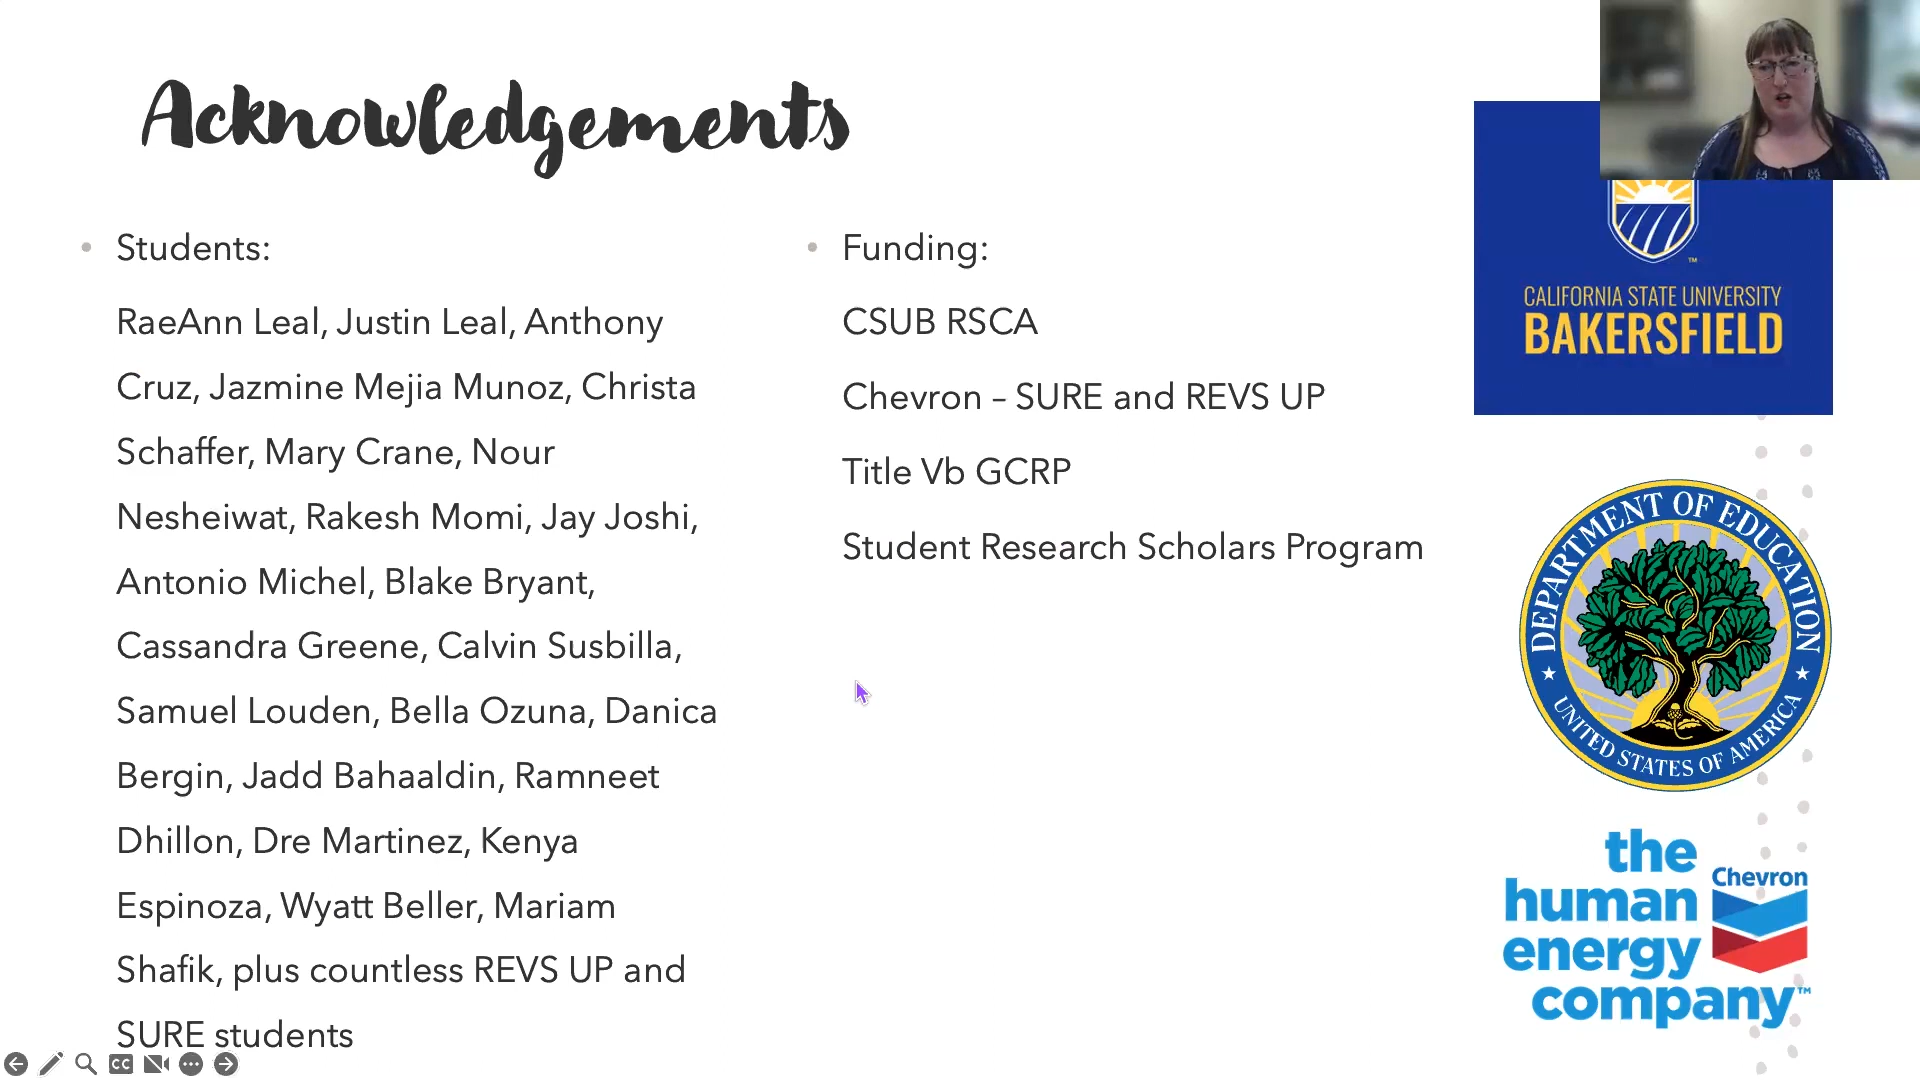 Acknowledgements
• Students:
RaeAnn Leal, Justin Leal, Anthony
Cruz, Jazmine Mejia Munoz, Christa
Schaffer, Mary Crane, Nour
Nesheiwat, Rakesh Momi, Jay Joshi,
Antonio Michel, Blake Bryant,
Cassandra Greene, Calvin Susbilla,
Samuel Louden, Bella Ozuna, Danica
Bergin, Jadd Bahaaldin, Ramneet
Dhillon, Dre Martinez, Kenya
Espinoza, Wyatt Beller, Mariam
Shafik, plus countless REVS UP and
SURE students
• Funding:
CSUB RSCA
Chevron – SURE and REVS UP
Title Vb GCRP
Student Research Scholars Program
TM
CALIFORNIA STATE UNIVERSITY
BAKERSFIELD
DEPARTMENT OF EDUCATION
UNITED STATES OF AMERICA
the
human
energy
company™
Chevron
CC